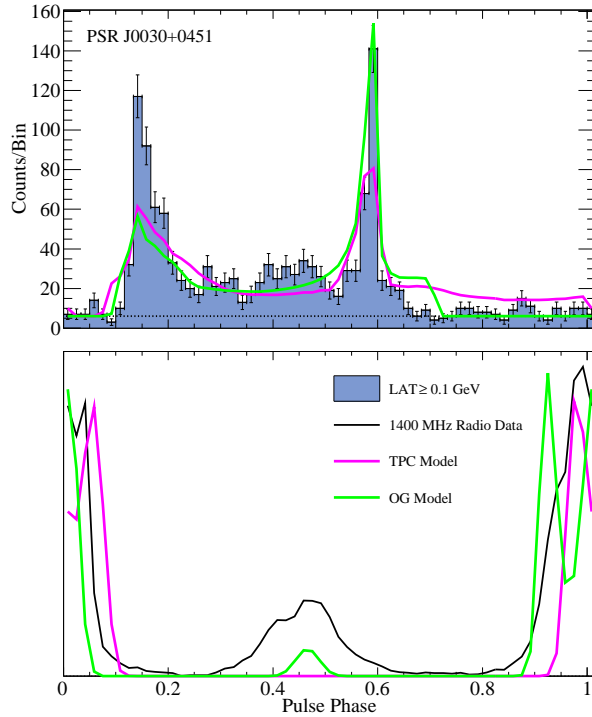 160
PSR J0030+0451
140
120
100
80
60
40
20
0
Counts/Bin
LAT ≥ 0.1 GeV
1400 MHz Radio Data
TPC Model
OG Model
0 0.2 0.4 0.6 0.8 1
Pulse Phase